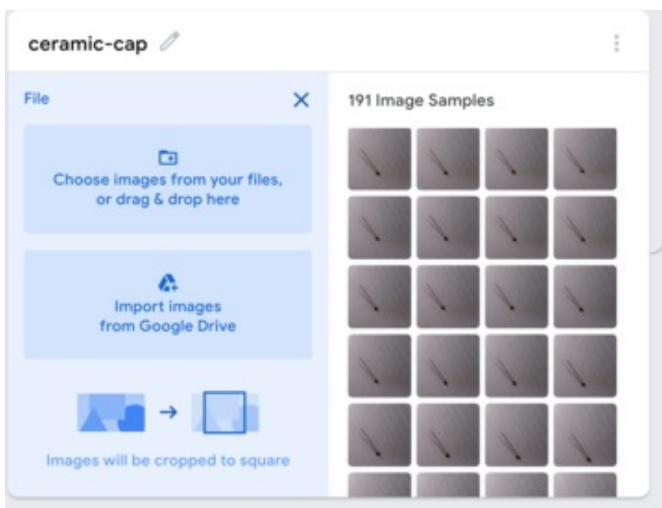 ceramic-cap
File
191 Image Samples
Choose images from your files,
or drag & drop here
Import images
from Google Drive
Images will be cropped to square